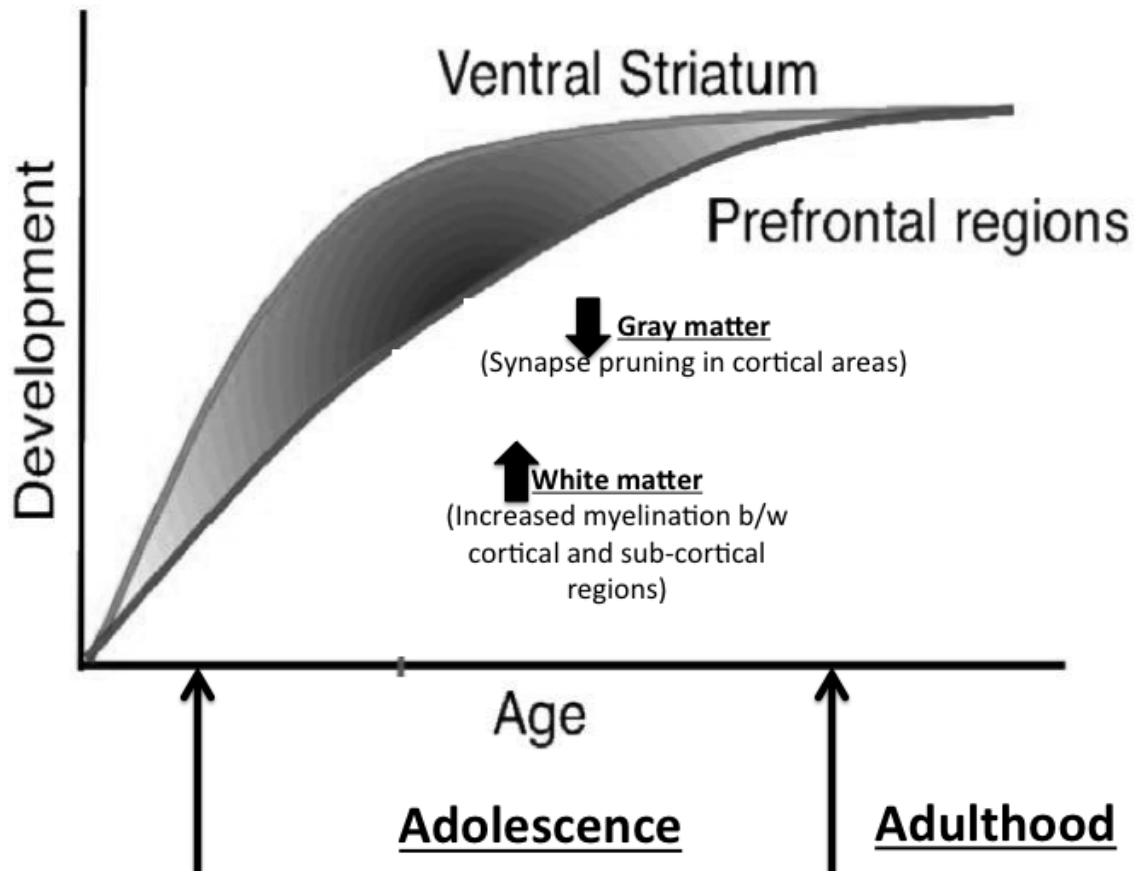 Ventral Striatum
Development
Prefrontal regions
Gray matter
(Synapse pruning in cortical areas)
White matter
(Increased myelination b/w
cortical and sub-cortical
regions)
Age
Adolescence
Adulthood